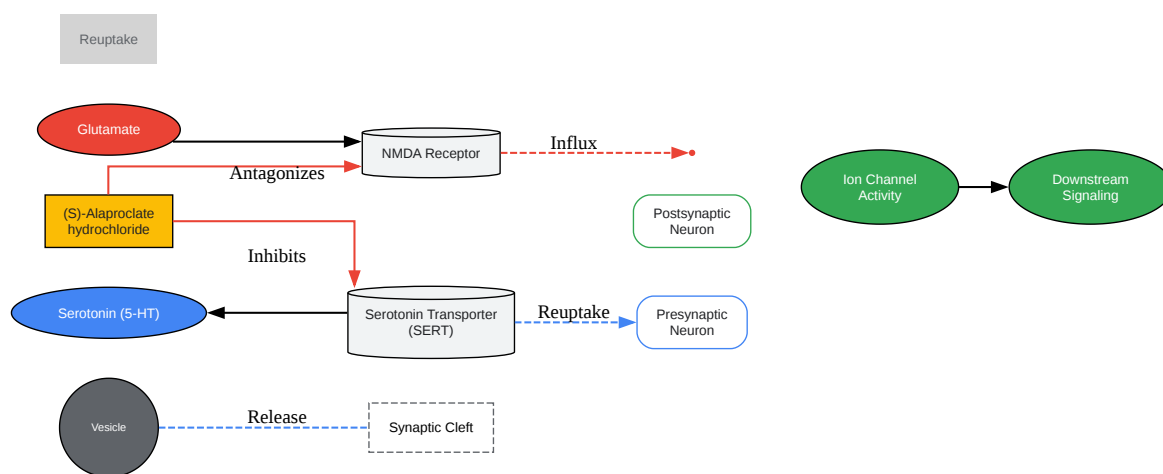 Reuptake
Glutamate
NMDA Receptor
Influx
Antagonizes
Ion Channel
Activity
Downstream
Signaling
(S)-Alaproclate
hydrochloride
Postsynaptic
Neuron
Inhibits
Serotonin (5-HT)
Serotonin Transporter
(SERT)
Reuptake
Presynaptic
Neuron
Vesicle
Release
Synaptic Cleft